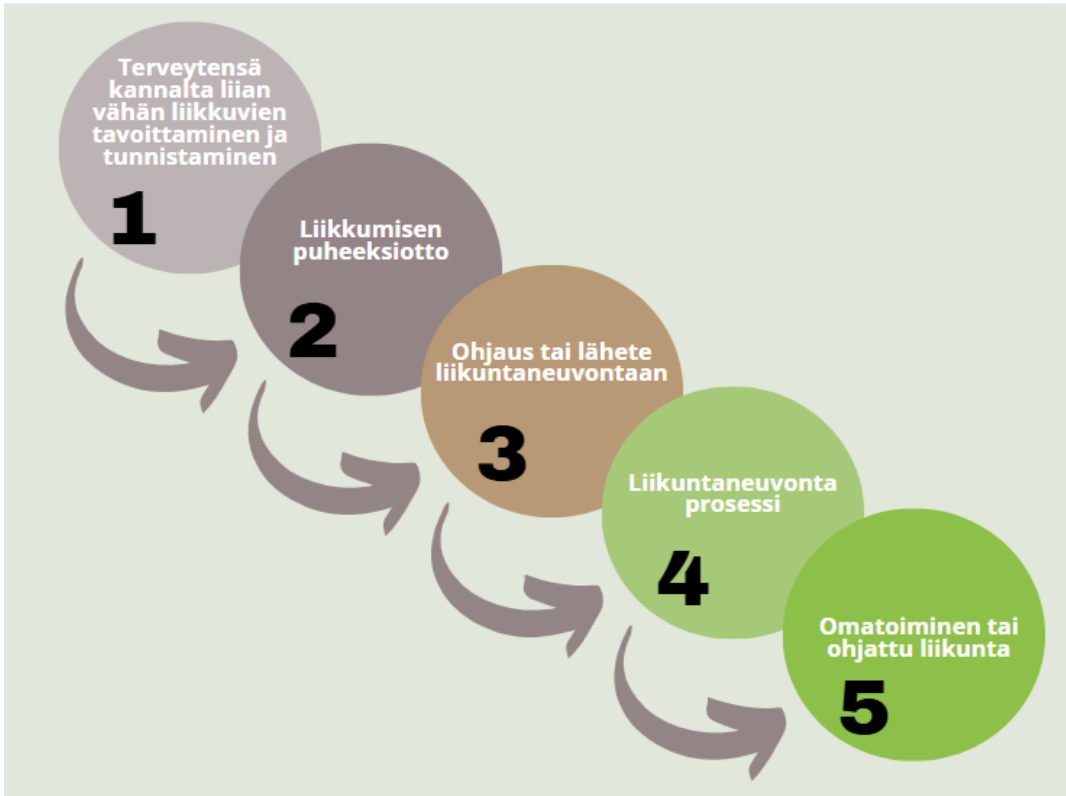 Terveytensä
kannalta liian
vähän liikkuvien
tavoittaminen ja
tunnistaminen
1
Liikkumisen
puheeksiotto
2
Ohjaus tai lähete
liikuntaneuvontaan
3
Liikuntaneuvonta
prosessi
4
Omatoiminen tai
ohjattu liikunta
5